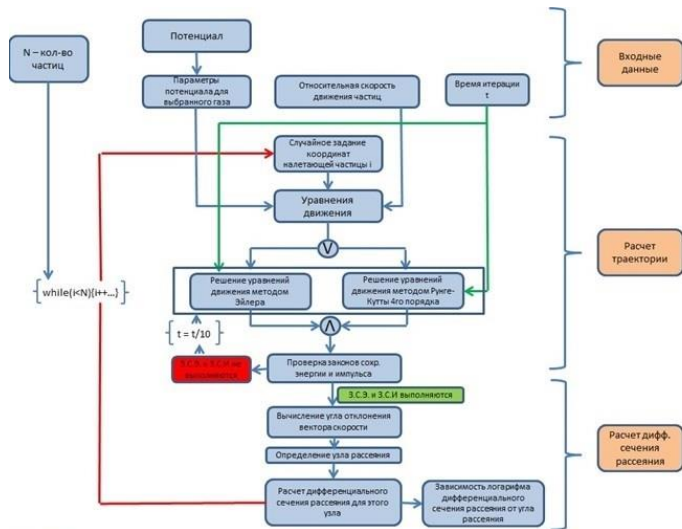 N – кол-во
частиц
Потенциал
Параметры
потенциала для
выбранного газа
Относительная скорость
движения частиц
Время итерации
t
Входные
данные
Случайное задание
координат
налетающей частицы i
Уравнения
движения
V
Расчет
траектории
while(i<N){i++...}
Решение уравнений
движения методом
Эйлера
Решение уравнений
движения методом Рунге-
Кутты 4го порядка
Λ
t = t/10
З.С.Э. и З.С.И не
выполняются
Проверка законов сохр.
энергии и импульса
З.С.Э. и З.С.И выполняются
Вычисление угла отклонения
вектора скорости
Определение узла рассеяния
Расчет дифференциального
сечения рассеяния для этого
узла
Зависимость логарифма
дифференциального
сечения рассеяния от угла
рассеяния
Расчет дифф.
сечения
рассеяния